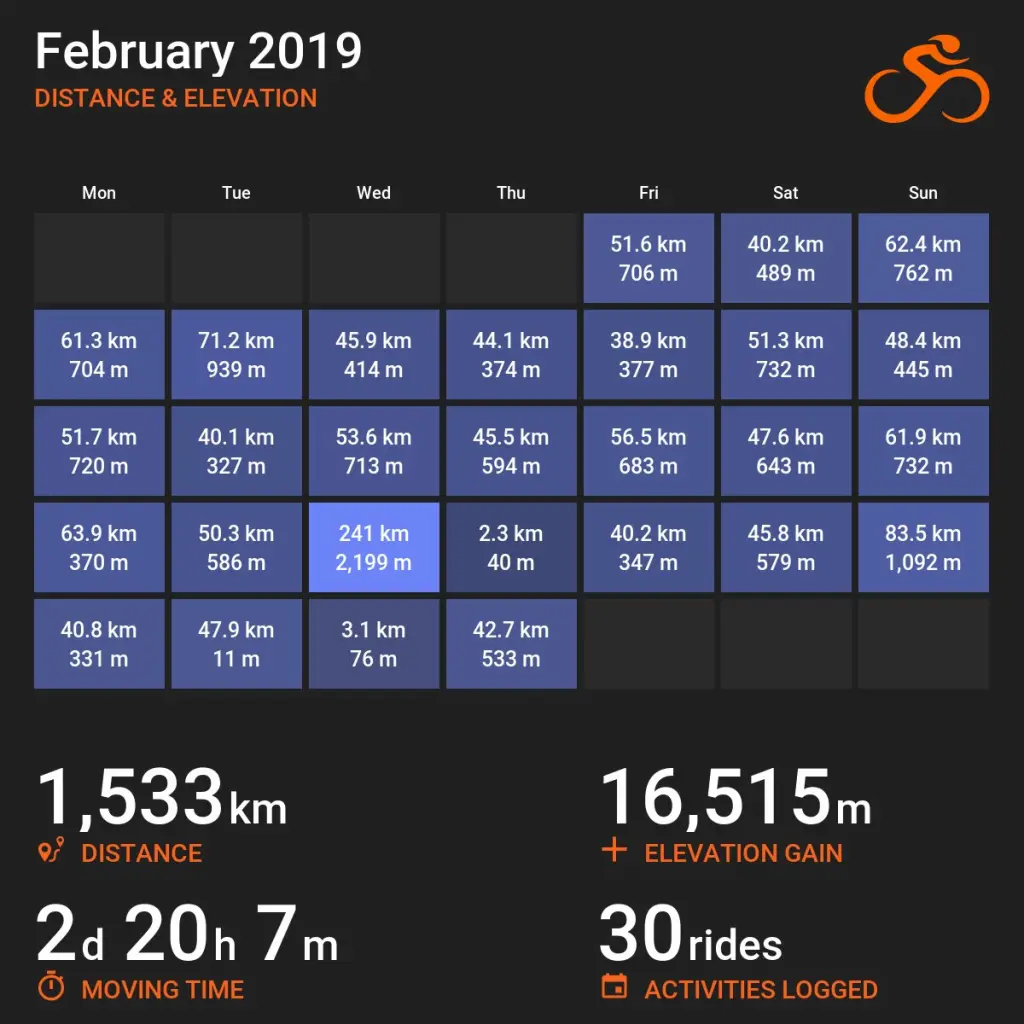 February 2019
DISTANCE & ELEVATION
Mon Tue Wed Thu Fri Sat Sun
51.6 km 40.2 km 62.4 km
706 m 489 m 762 m
61.3 km 71.2 km 45.9 km 44.1 km 38.9 km 51.3 km 48.4 km
704 m 939 m 414 m 374 m 377 m 732 m 445 m
51.7 km 40.1 km 53.6 km 45.5 km 56.5 km 47.6 km 61.9 km
720 m 327 m 713 m 594 m 683 m 643 m 732 m
63.9 km 50.3 km 241 km 2.3 km 40.2 km 45.8 km 83.5 km
370 m 586 m 2,199 m 40 m 347 m 579 m 1,092 m
40.8 km 47.9 km 3.1 km 42.7 km
331 m 11 m 76 m 533 m
1,533 km 16,515 m
DISTANCE ELEVATION GAIN
2d 20h 7m 30 rides
MOVING TIME ACTIVITIES LOGGED